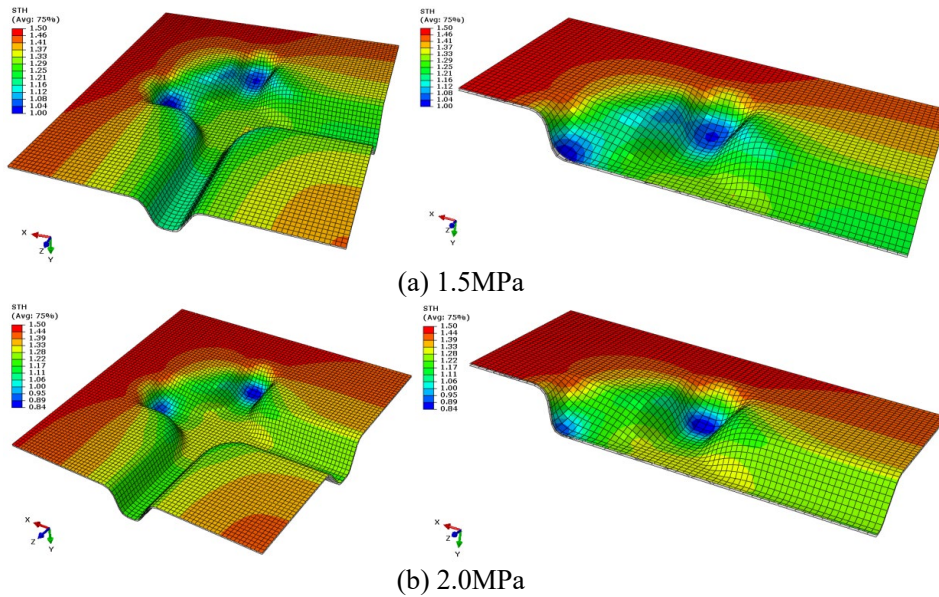 STH
(Avg: 75%)
1.50
1.46
1.41
1.37
1.33
1.29
1.25
1.21
1.16
1.12
1.08
1.04
1.00
X
Z
Y
STH
(Avg: 75%)
1.50
1.46
1.41
1.37
1.33
1.29
1.25
1.21
1.16
1.12
1.08
1.04
1.00
X
Z
Y
(a) 1.5MPa
STH
(Avg: 75%)
1.50
1.44
1.39
1.33
1.28
1.22
1.17
1.11
1.06
1.00
0.95
0.89
0.84
X
Z
Y
STH
(Avg: 75%)
1.50
1.44
1.39
1.33
1.28
1.22
1.17
1.11
1.06
1.00
0.95
0.89
0.84
X
Z
Y
(b) 2.0MPa